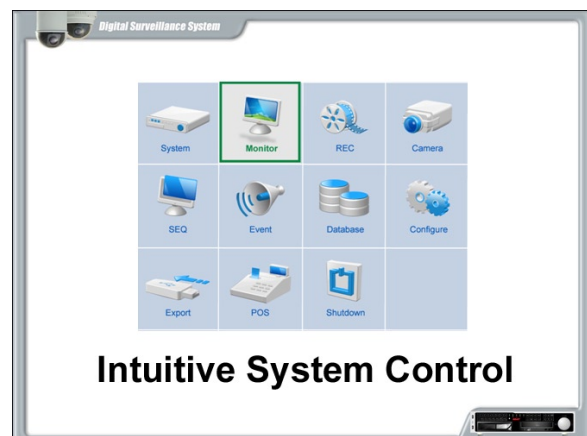 Digital Surveillance System
System Monitor REC Camera
SEQ Event Database Configure
Export POS Shutdown
Intuitive System Control